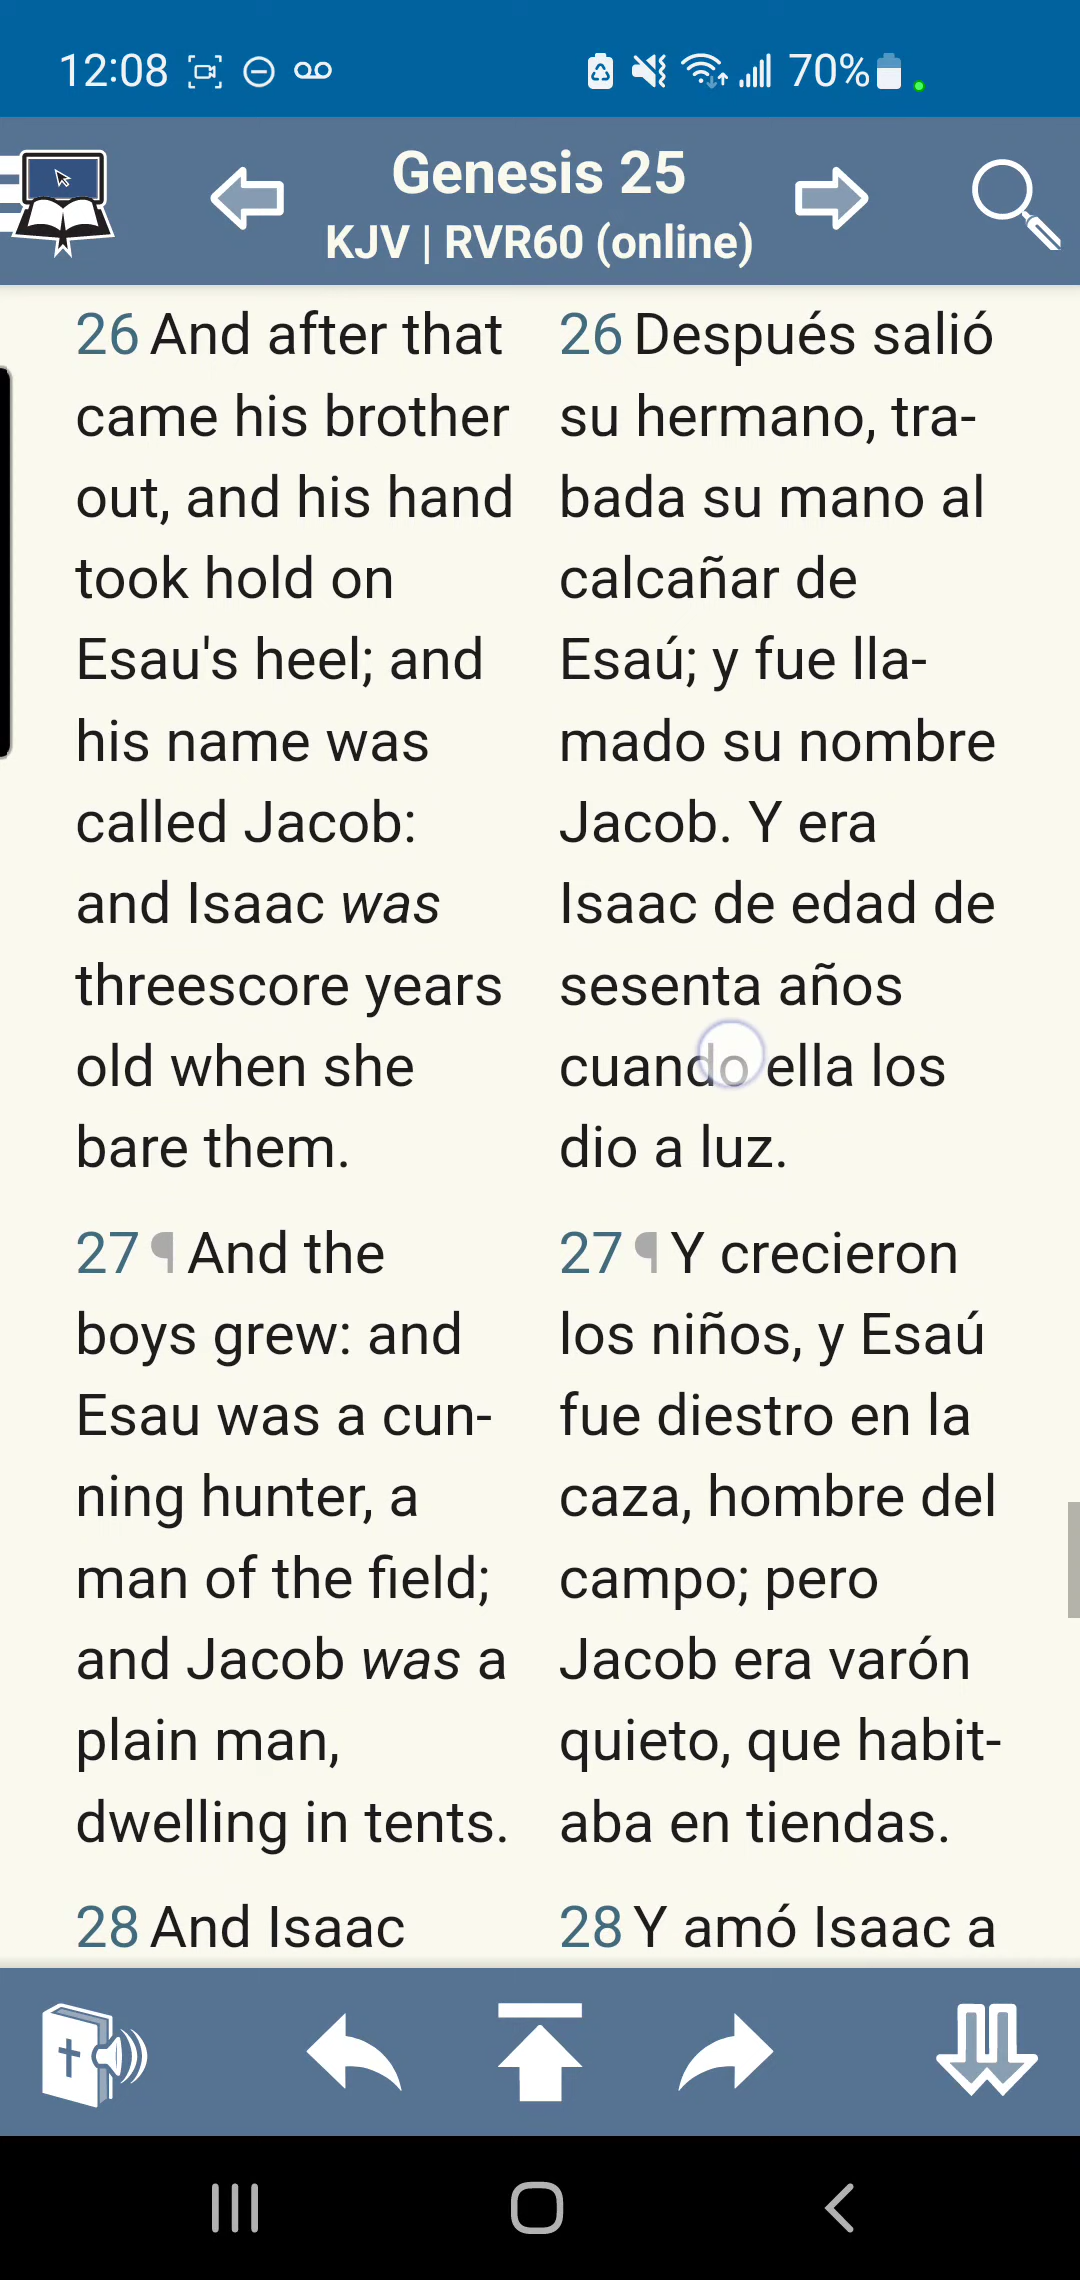 12:08
70%
Genesis 25
KJV | RVR60 (online)
26 And after that
came his brother
out, and his hand
took hold on
Esau's heel; and
his name was
called Jacob:
and Isaac was
threescore years
old when she
bare them.
27 ¶ And the
boys grew: and
Esau was a cun-
ning hunter, a
man of the field;
and Jacob was a
plain man,
dwelling in tents.
28 And Isaac
26 Después salió
su hermano, tra-
bada su mano al
calcañar de
Esaú; y fue lla-
mado su nombre
Jacob. Y era
Isaac de edad de
sesenta años
cuando ella los
dio a luz.
27 ¶ Y crecieron
los niños, y Esaú
fue diestro en la
caza, hombre del
campo; pero
Jacob era varón
quieto, que habit-
aba en tiendas.
28 Y amó Isaac a